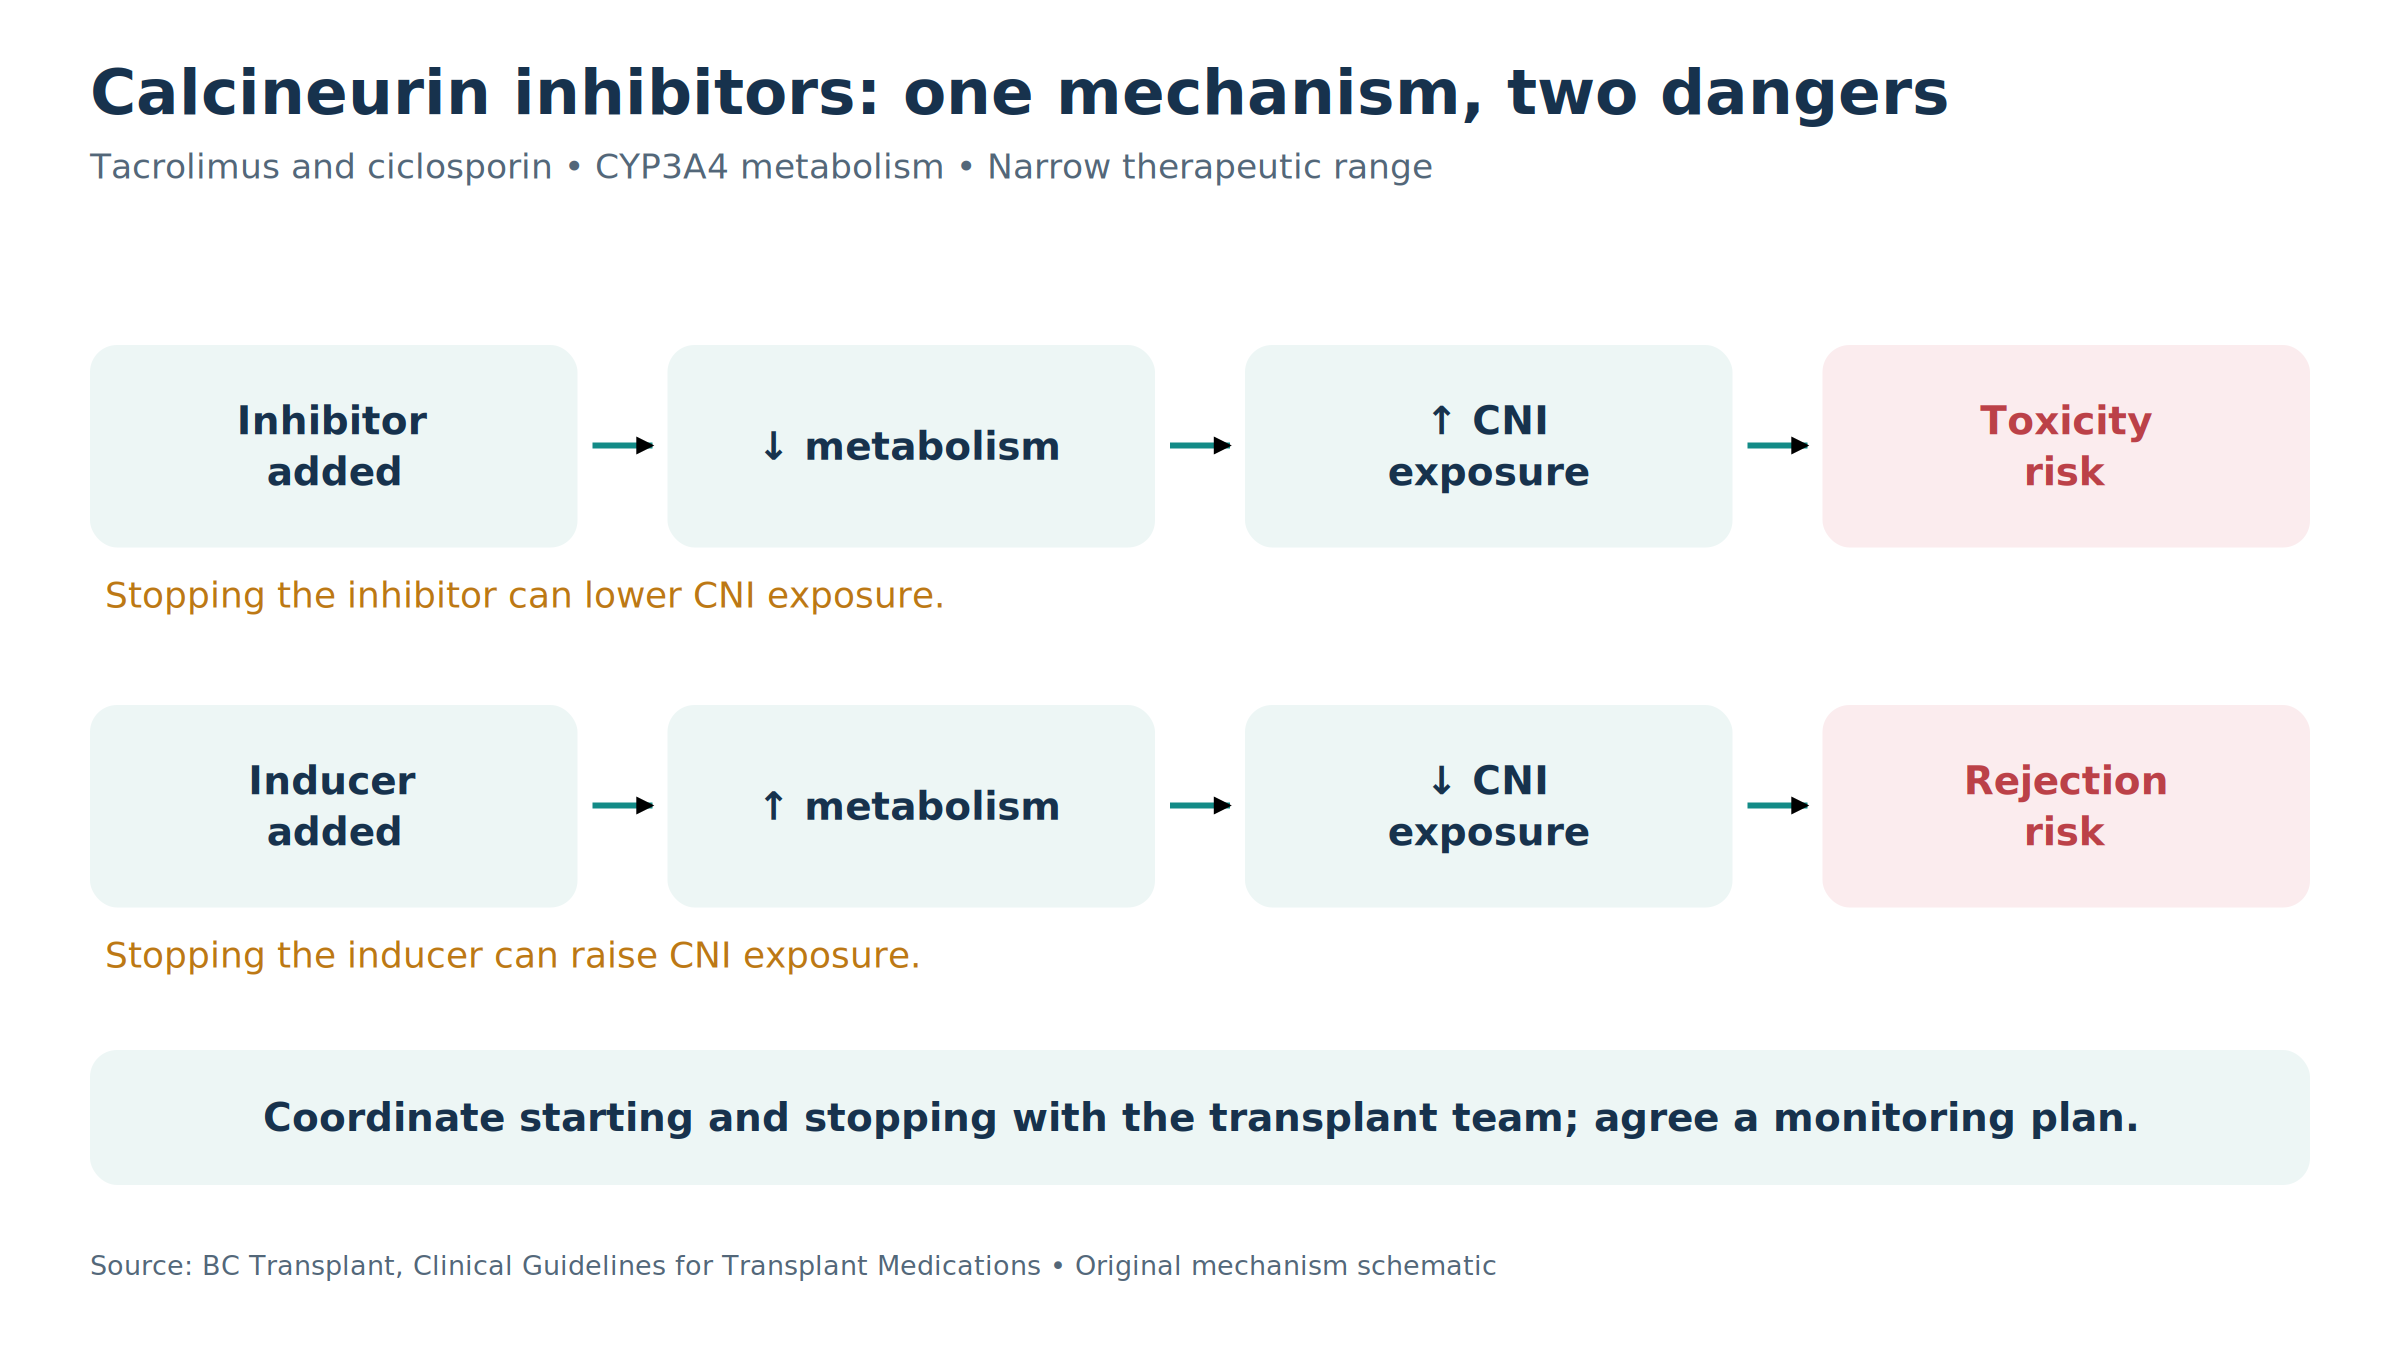 Calcineurin inhibitors: one mechanism, two dangers
Tacrolimus and ciclosporin • CYP3A4 metabolism • Narrow therapeutic range
Inhibitor
added
↓ metabolism
↑ CNI
exposure
Toxicity
risk
Stopping the inhibitor can lower CNI exposure.
Inducer
added
↑ metabolism
↓ CNI
exposure
Rejection
risk
Stopping the inducer can raise CNI exposure.
Coordinate starting and stopping with the transplant team; agree a monitoring plan.
Source: BC Transplant, Clinical Guidelines for Transplant Medications • Original mechanism schematic